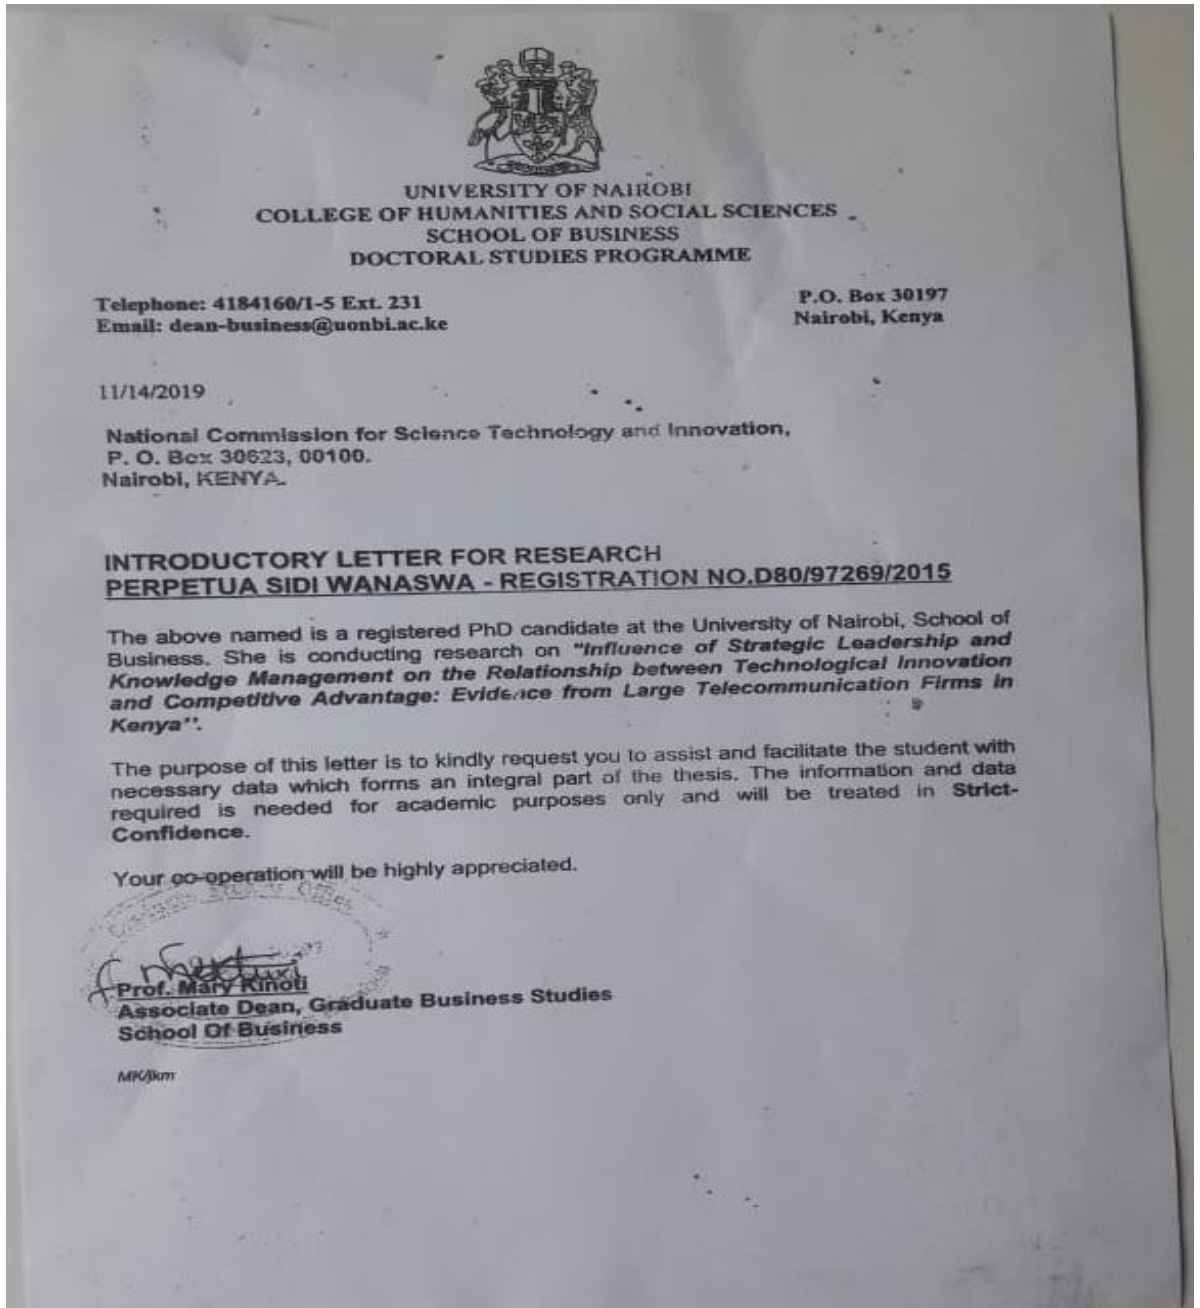 UNIVERSITY OF NAIROBI
COLLEGE OF HUMANITIES AND SOCIAL SCIENCES
SCHOOL OF BUSINESS
DOCTORAL STUDIES PROGRAMME
Telephone: 4184160/1-5 Ext. 231
Email: dean-business@uonbi.ac.ke
P.O. Box 30197
Nairobi, Kenya
11/14/2019
National Commission for Science Technology and Innovation,
P. O. Box 30623, 00100.
Nairobi, KENYA.
INTRODUCTORY LETTER FOR RESEARCH
PERPETUA SIDI WANASWA - REGISTRATION NO.D80/97269/2015
The above named is a registered PhD candidate at the University of Nairobi, School of
Business. She is conducting research on "Influence of Strategic Leadership and
Knowledge Management on the Relationship between Technological Innovation
and Competitive Advantage: Evidence from Large Telecommunication Firms in
Kenya".
The purpose of this letter is to kindly request you to assist and facilitate the student with
necessary data which forms an integral part of the thesis. The information and data
required is needed for academic purposes only and will be treated in Strict-
Confidence.
Your co-operation will be highly appreciated.
Prof. Mary Kinoti
Associate Dean, Graduate Business Studies
School Of Business
MK/jkm